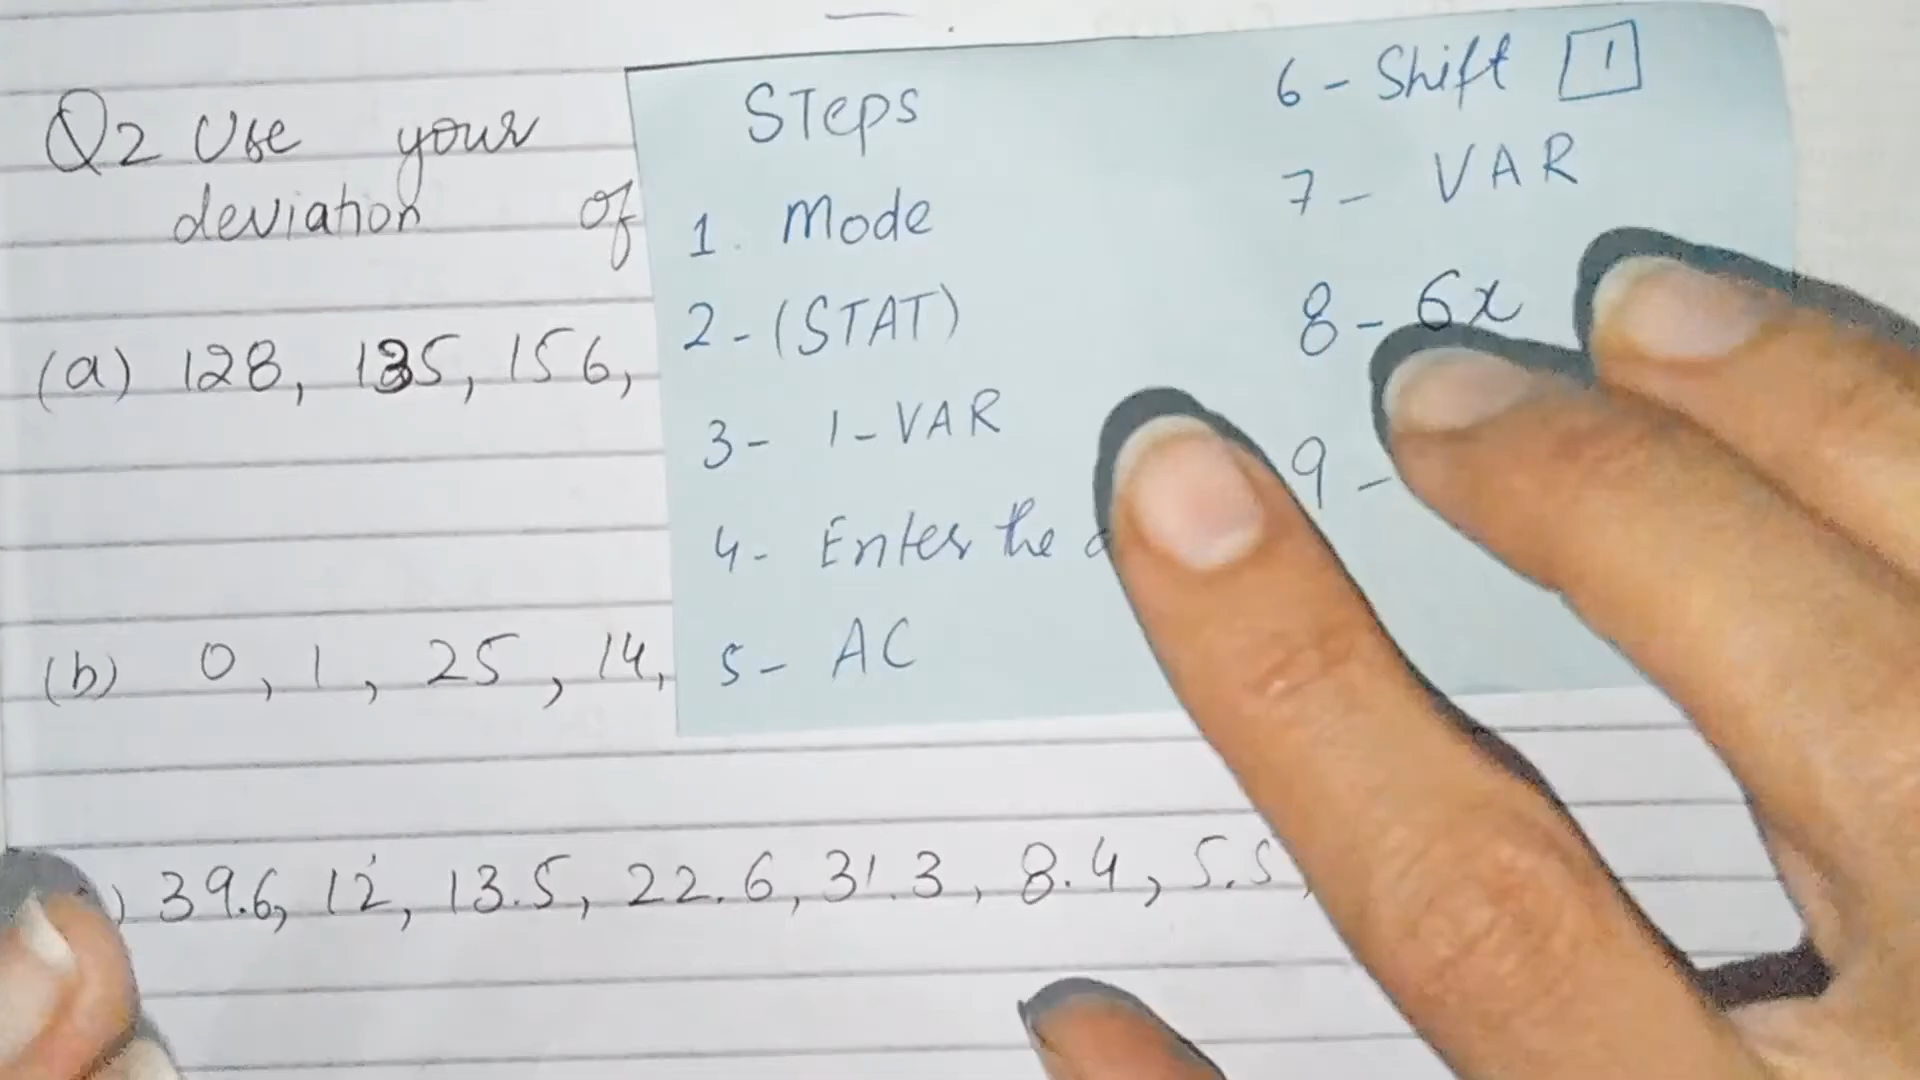 Q2 Use your
deviation of
(a) 128, 135, 156,
(b) 0, 1, 25, 14,
) 39.6, 12, 13.5, 22.6, 31.3, 8.4, 5.5,
STeps
1. Mode
2-(STAT)
3- 1-VAR
4- Enter the
5- AC
6- Shift 1
7- VAR
8- 6x
9-